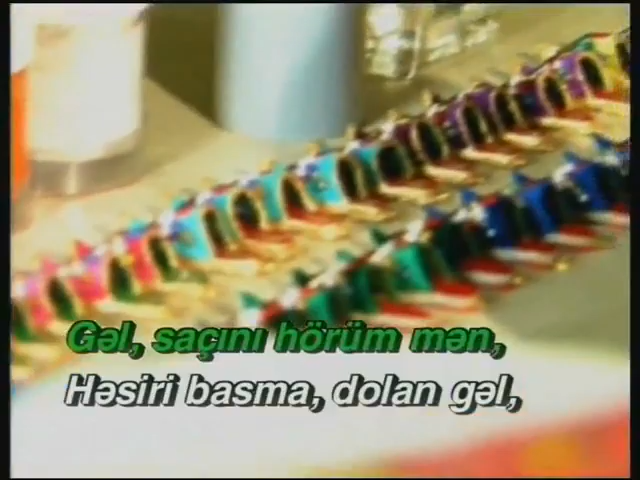 Gəl, saçını hörüm mən,
Həsiri basma, dolan gəl,